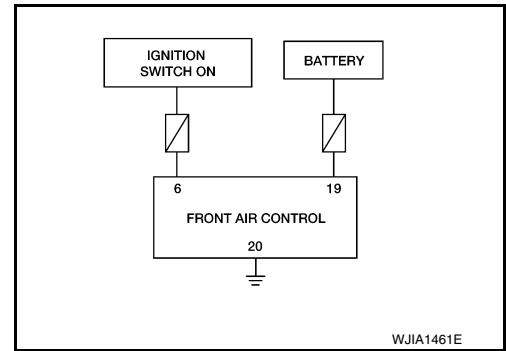 IGNITION
SWITCH ON
BATTERY
6
19
FRONT AIR CONTROL
20
WJIA1461E